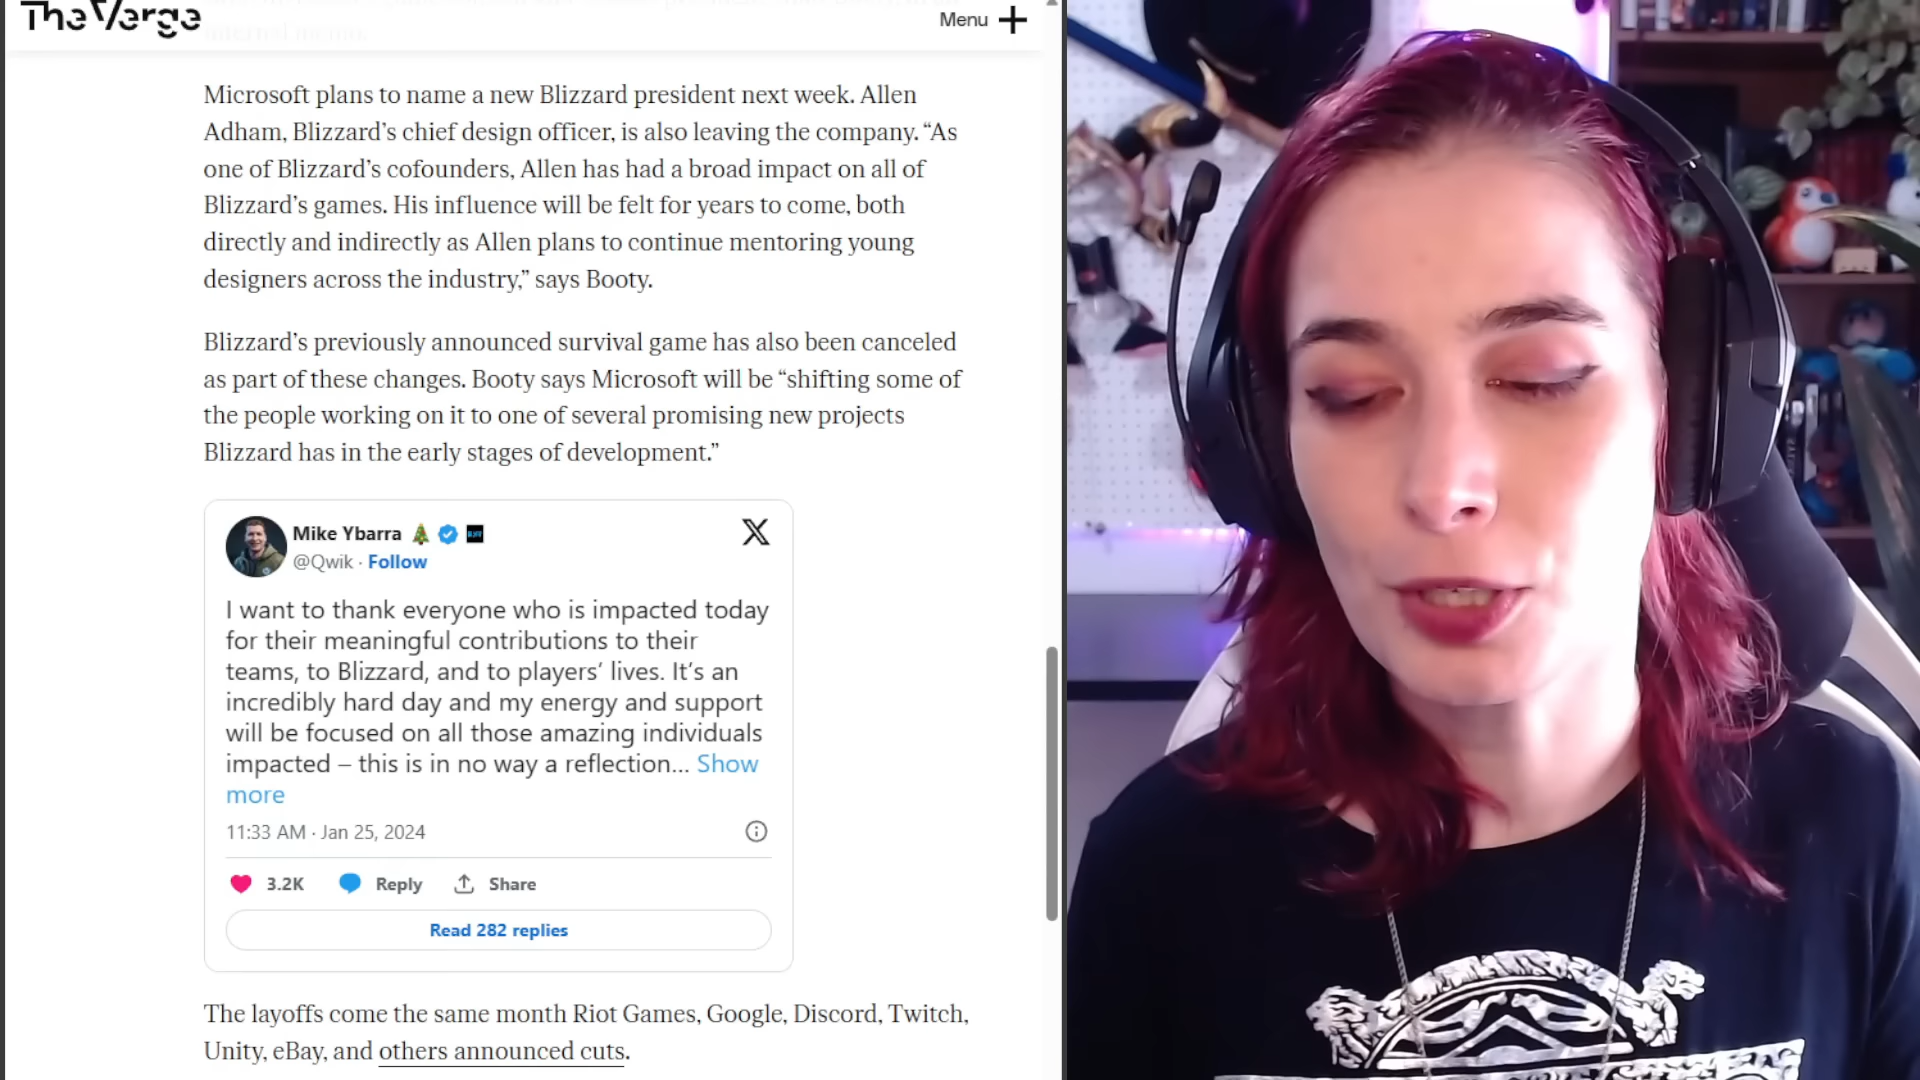 The Verge
Menu
Microsoft plans to name a new Blizzard president next week. Allen
Adham, Blizzard’s chief design officer, is also leaving the company. “As
one of Blizzard’s cofounders, Allen has had a broad impact on all of
Blizzard’s games. His influence will be felt for years to come, both
directly and indirectly as Allen plans to continue mentoring young
designers across the industry,” says Booty.
Blizzard’s previously announced survival game has also been canceled
as part of these changes. Booty says Microsoft will be “shifting some of
the people working on it to one of several promising new projects
Blizzard has in the early stages of development.”
Mike Ybarra
@Qwik · Follow
I want to thank everyone who is impacted today
for their meaningful contributions to their
teams, to Blizzard, and to players’ lives. It’s an
incredibly hard day and my energy and support
will be focused on all those amazing individuals
impacted – this is in no way a reflection... Show
more
11:33 AM · Jan 25, 2024
3.2K Reply Share
Read 282 replies
The layoffs come the same month Riot Games, Google, Discord, Twitch,
Unity, eBay, and others announced cuts.